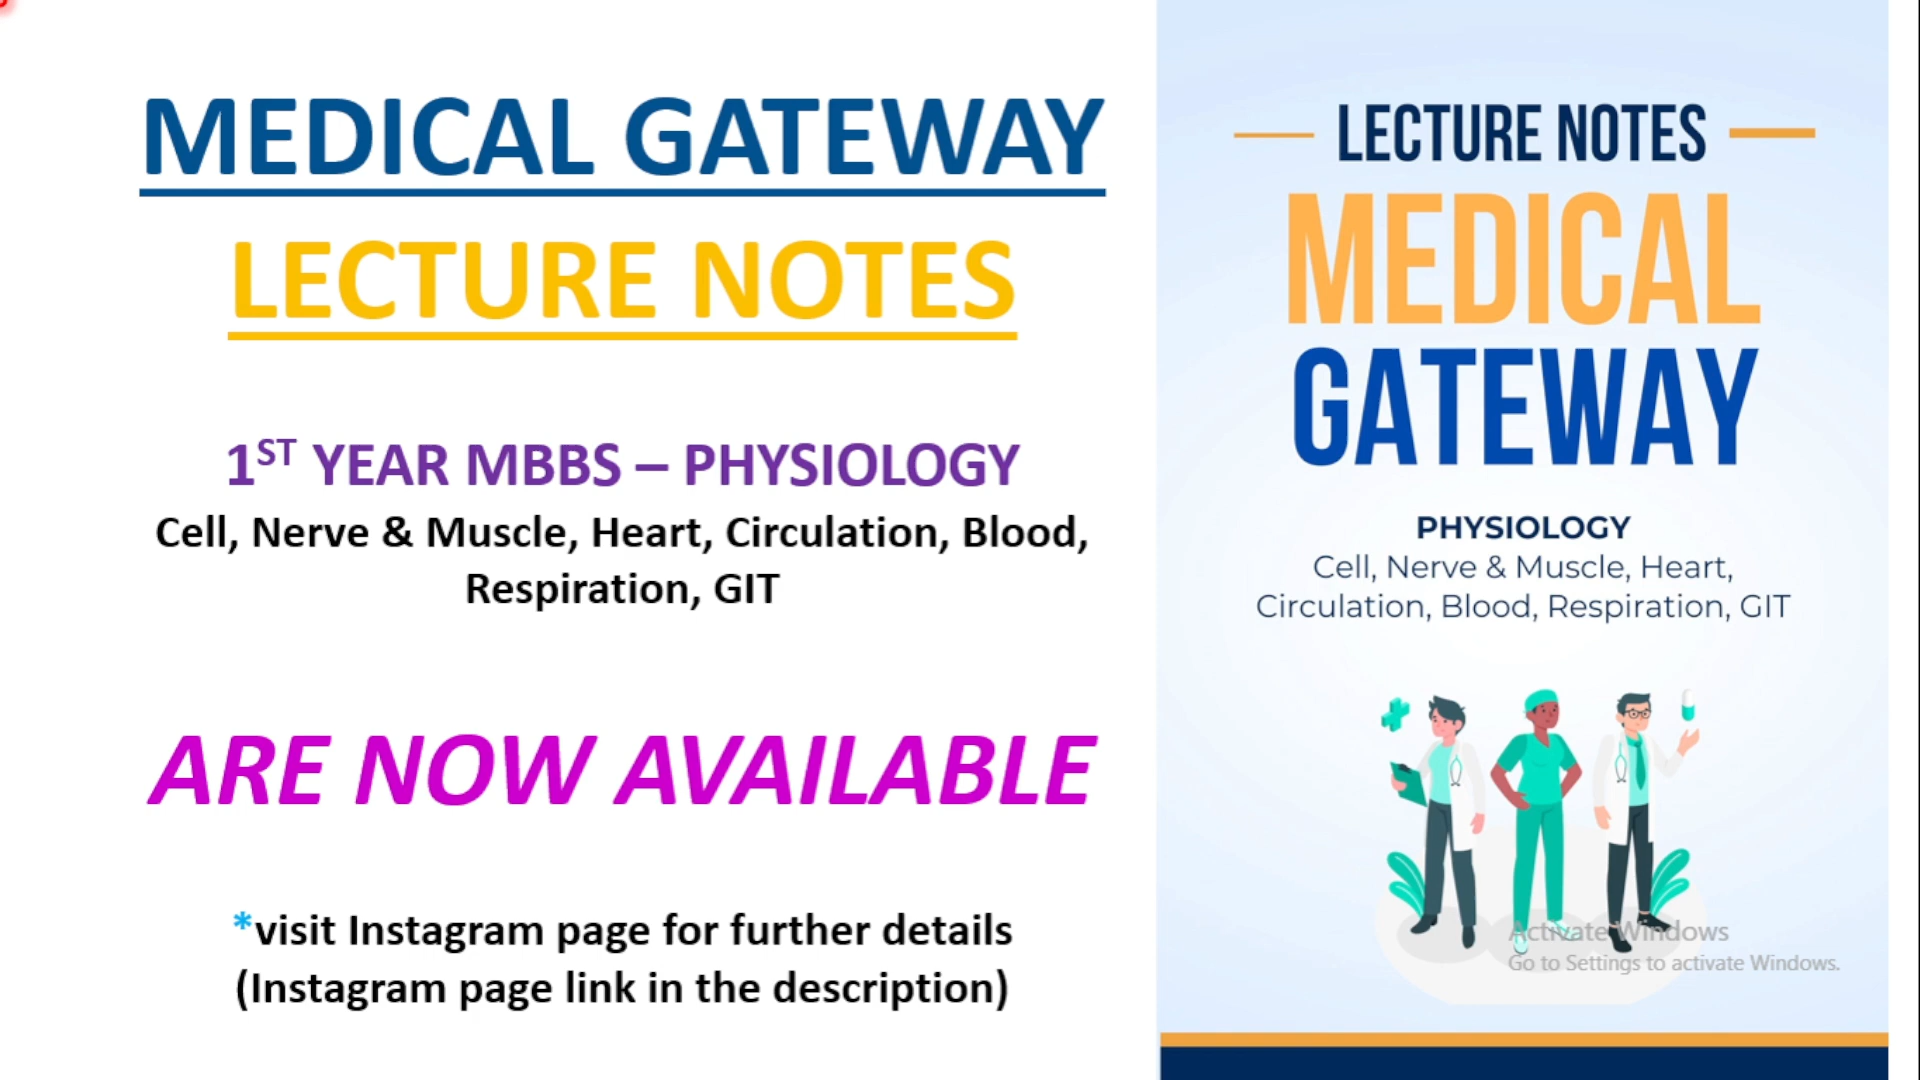 MEDICAL GATEWAY
LECTURE NOTES
1ST YEAR MBBS – PHYSIOLOGY
Cell, Nerve & Muscle, Heart, Circulation, Blood,
Respiration, GIT
ARE NOW AVAILABLE
*visit Instagram page for further details
(Instagram page link in the description)
LECTURE NOTES
MEDICAL
GATEWAY
PHYSIOLOGY
Cell, Nerve & Muscle, Heart,
Circulation, Blood, Respiration, GIT
Activate Windows
Go to Settings to activate Windows.